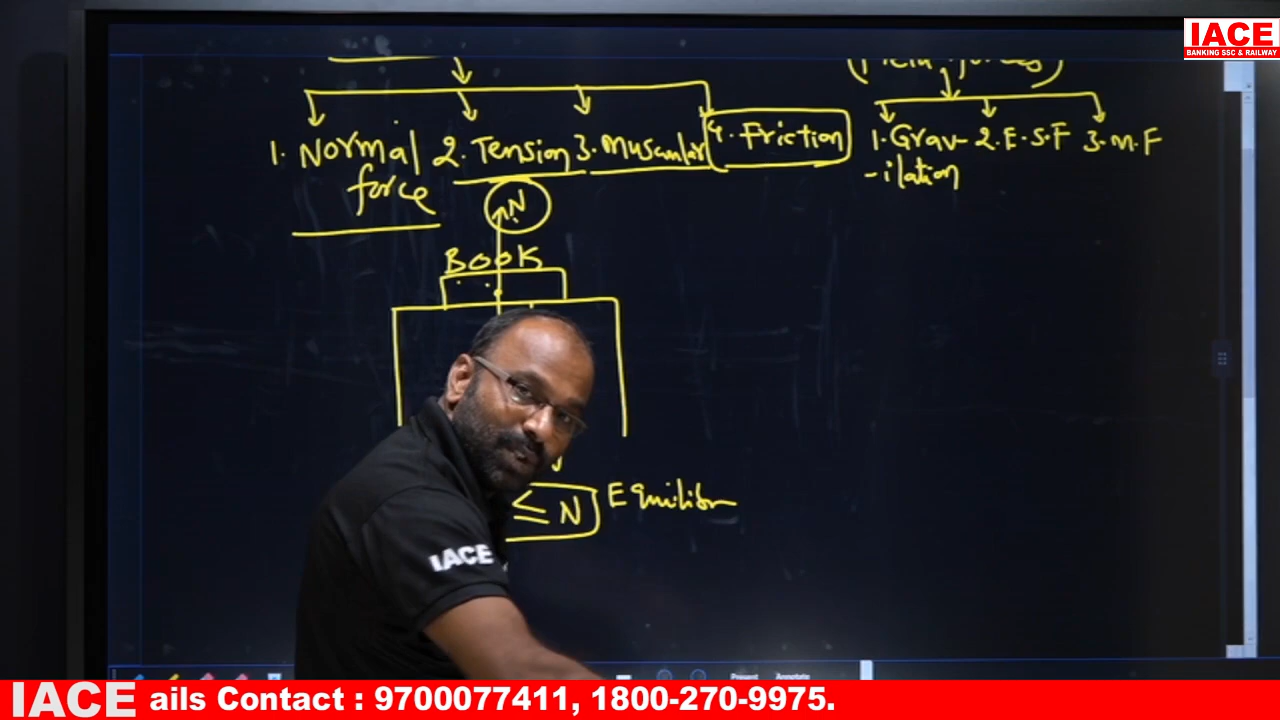 IACE
BANKING SSC & RAILWAY
1. Normal force
2. Tension
3. Muscular
4. Friction
1. Grav-
-itation
2. E.S.F
3. M.F
N
BOOK
≤ N
IACE
IACE
ails Contact : 9700077411, 1800-270-9975.